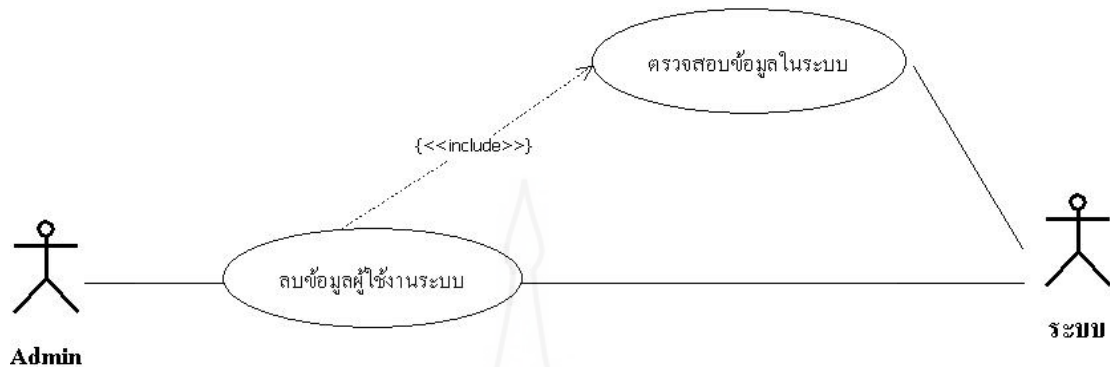 ตรวจสอบข้อมูลในระบบ
{<<include>>}
ลบข้อมูลผู้ใช้งานระบบ
Admin
ระบบ